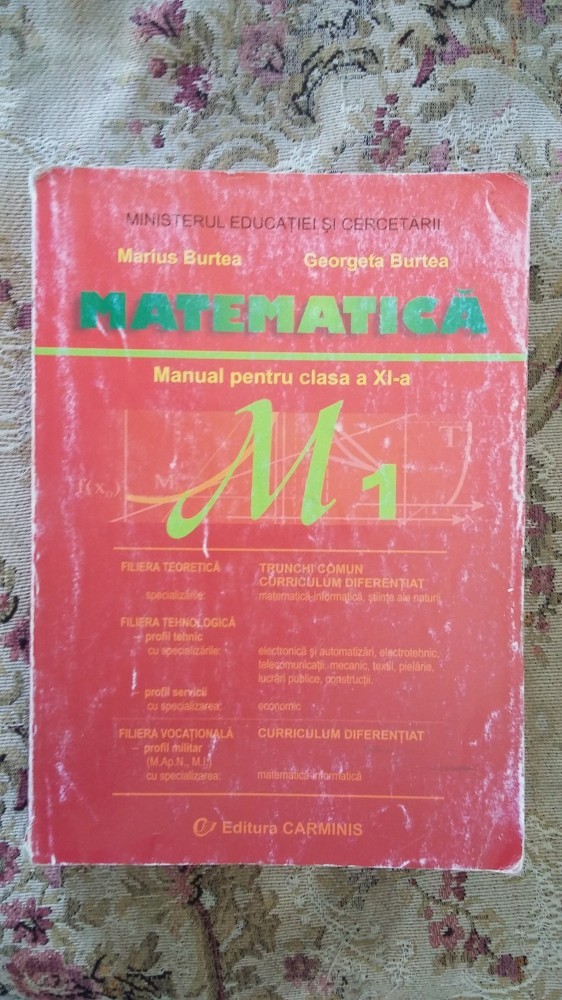 MINISTERUL EDUCAȚIEI ȘI CERCETĂRII
Marius Burtea Georgeta Burtea
MATEMATICĂ
Manual pentru clasa a XI-a
M 1
f(x₀) M T
FILIERA TEORETICĂ TRUNCHI COMUN
CURRICULUM DIFERENȚIAT
specializările: matematică-informatică, științe ale naturii
FILIERA TEHNOLOGICĂ
profil tehnic
cu specializările: electronică și automatizări, electrotehnic,
telecomunicații, mecanic, textil, pielărie,
lucrări publice, construcții.
profil servicii
cu specializarea: economic
FILIERA VOCAȚIONALĂ CURRICULUM DIFERENȚIAT
– profil militar
(M.Ap.N., M.I.)
cu specializarea: matematică-informatică
Editura CARMINIS